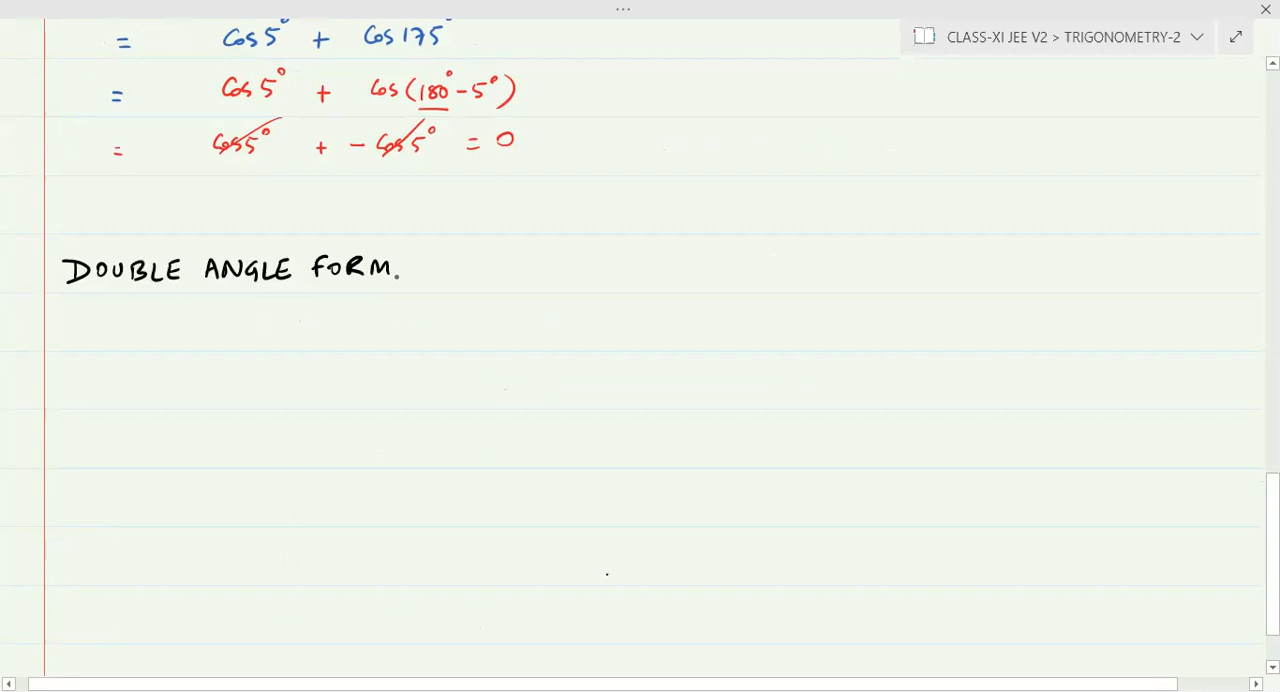 ...
CLASS-XI JEE V2 > TRIGONOMETRY-2
= Cos 5° + Cos 175°
= Cos 5° + Cos (180° - 5°)
= Cos 5° + - Cos 5° = 0
DOUBLE ANGLE FORM.